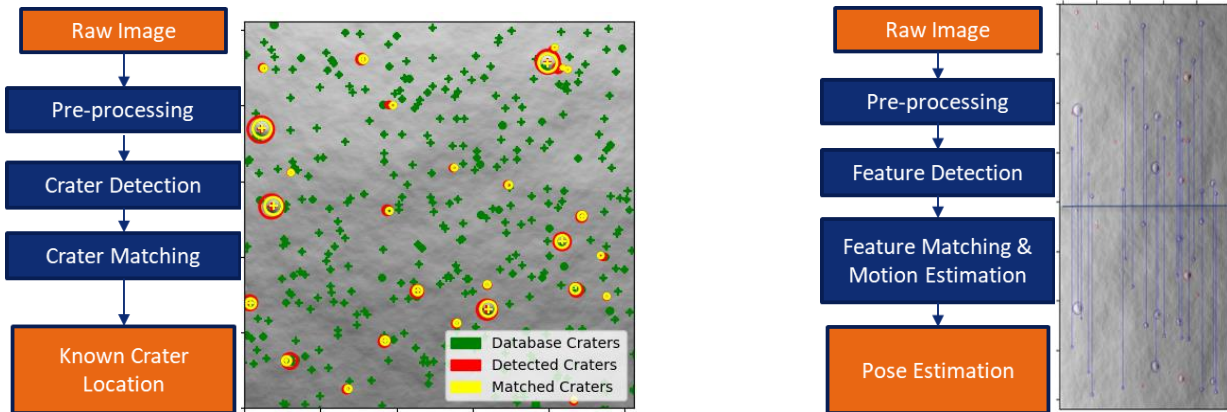 Raw Image
Pre-processing
Crater Detection
Crater Matching
Known Crater
Location
Database Craters
Detected Craters
Matched Craters
Raw Image
Pre-processing
Feature Detection
Feature Matching &
Motion Estimation
Pose Estimation